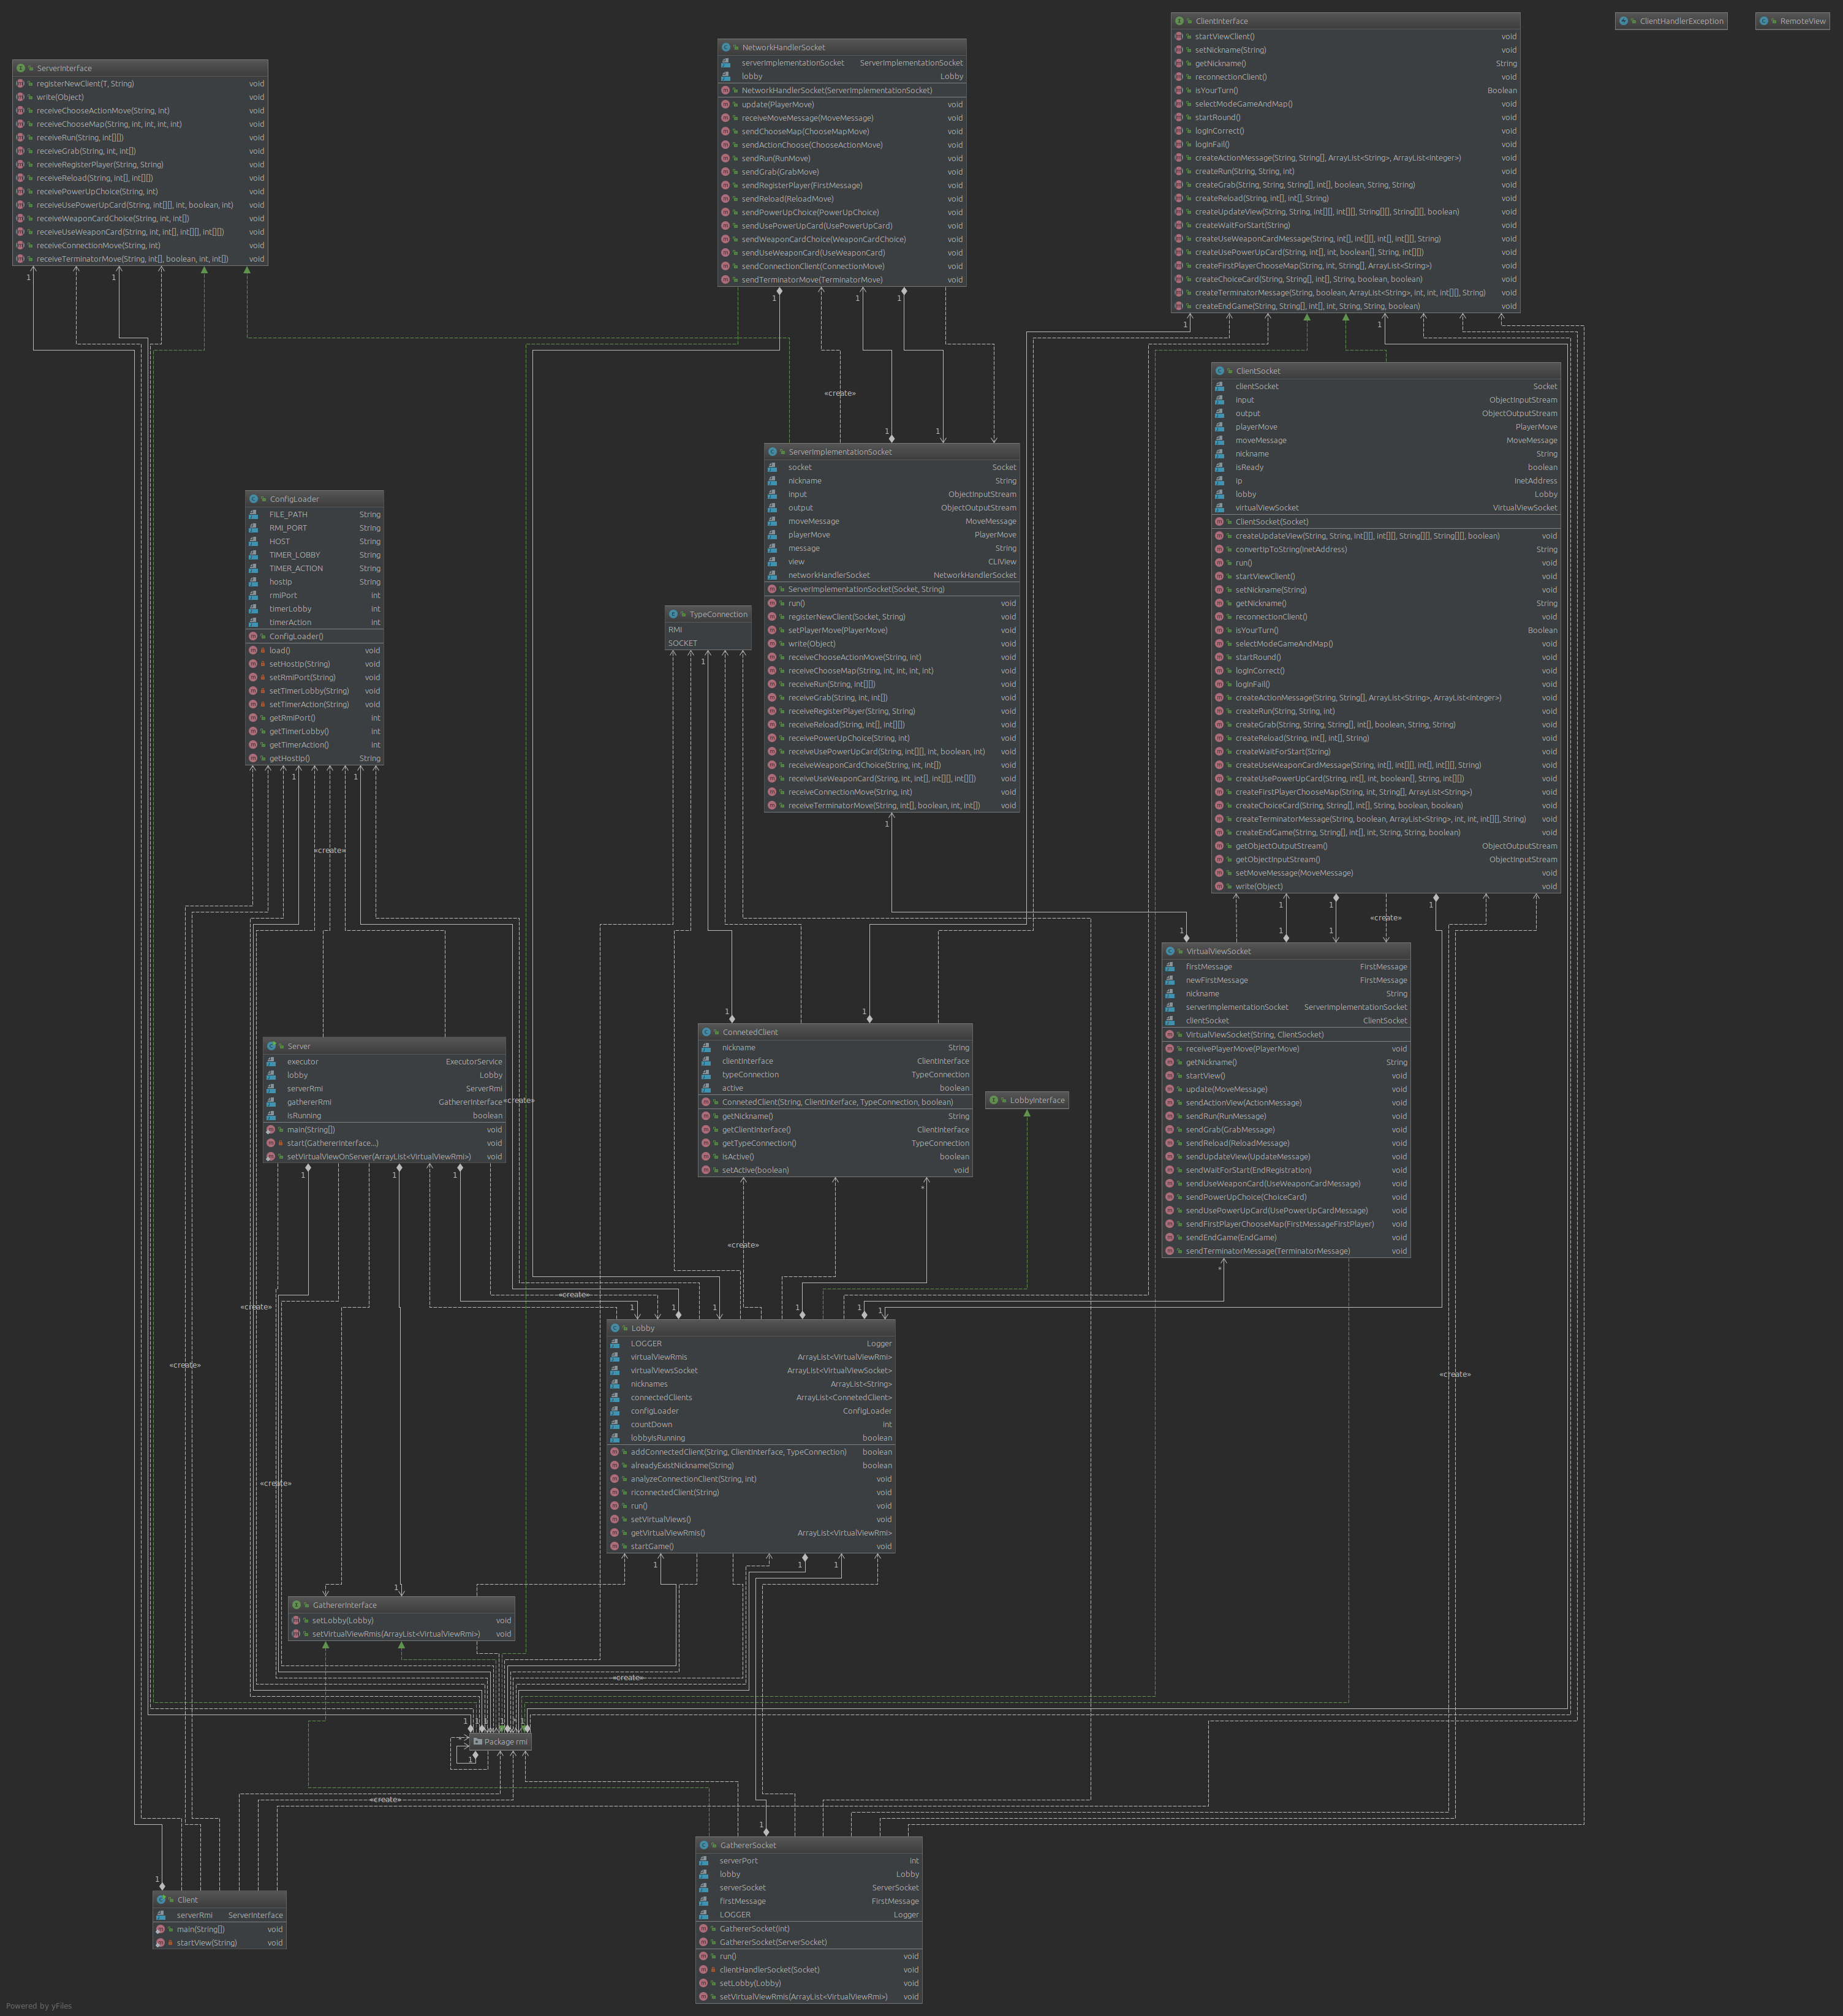 ServerInterface
registerNewClient(T, String) void
write(Object) void
receiveChooseActionMove(String, int) void
receiveChooseMap(String, int, int, int, int) void
receiveRun(String, int[][]) void
receiveGrab(String, int, int[]) void
receiveRegisterPlayer(String, String) void
receiveReload(String, int[], int[][]) void
receivePowerUpChoice(String, int) void
receiveUsePowerUpCard(String, int[][], int, boolean, int) void
receiveWeaponCardChoice(String, int, int[]) void
receiveUseWeaponCard(String, int, int[], int[][], int[][]) void
receiveConnectionMove(String, int) void
receiveTerminatorMove(String, int[], boolean, int, int[]) void
NetworkHandlerSocket
serverImplementationSocket ServerImplementationSocket
lobby Lobby
NetworkHandlerSocket(ServerImplementationSocket)
update(PlayerMove) void
receiveMoveMessage(MoveMessage) void
sendChooseMap(ChooseMapMove) void
sendActionChoose(ChooseActionMove) void
sendRun(RunMove) void
sendGrab(GrabMove) void
sendRegisterPlayer(FirstMessage) void
sendReload(ReloadMove) void
sendPowerUpChoice(PowerUpChoice) void
sendUsePowerUpCard(UsePowerUpCard) void
sendWeaponCardChoice(WeaponCardChoice) void
sendUseWeaponCard(UseWeaponCard) void
sendConnectionClient(ConnectionMove) void
sendTerminatorMove(TerminatorMove) void
ClientInterface
startViewClient() void
setNickname(String) void
getNickname() String
reconnectionClient() void
isYourTurn() Boolean
selectModeGameAndMap() void
startRound() void
logInCorrect() void
logInFail() void
createActionMessage(String, String[], ArrayList<String>, ArrayList<Integer>) void
createRun(String, String, int) void
createGrab(String, String, String[], int[], boolean, String, String) void
createReload(String, int[], int[], String) void
createUpdateView(String, String, int[][], int[][], String[][], String[][], boolean) void
createWaitForStart(String) void
createUseWeaponCardMessage(String, int[], int[][], int[], int[][], String) void
createUsePowerUpCard(String, int[], int, boolean[], String, int[][]) void
createFirstPlayerChooseMap(String, int, String[], ArrayList<String>) void
createChoiceCard(String, String[], int[], String, boolean, boolean) void
createTerminatorMessage(String, boolean, ArrayList<String>, int, int, int[][], String) void
createEndGame(String, String[], int[], int, String, String, boolean) void
ClientHandlerException
RemoteView
ClientSocket
clientSocket Socket
input ObjectInputStream
output ObjectOutputStream
playerMove PlayerMove
moveMessage MoveMessage
nickname String
isReady boolean
ip InetAddress
lobby Lobby
virtualViewSocket VirtualViewSocket
ClientSocket(Socket)
createUpdateView(String, String, int[][], int[][], String[][], String[][], boolean) void
convertIpToString(InetAddress) String
run() void
startViewClient() void
setNickname(String) void
getNickname() String
reconnectionClient() void
isYourTurn() Boolean
selectModeGameAndMap() void
startRound() void
logInCorrect() void
logInFail() void
createActionMessage(String, String[], ArrayList<String>, ArrayList<Integer>) void
createRun(String, String, int) void
createGrab(String, String, String[], int[], boolean, String, String) void
createReload(String, int[], int[], String) void
createWaitForStart(String) void
createUseWeaponCardMessage(String, int[], int[][], int[], int[][], String) void
createUsePowerUpCard(String, int[], int, boolean[], String, int[][]) void
createFirstPlayerChooseMap(String, int, String[], ArrayList<String>) void
createChoiceCard(String, String[], int[], String, boolean, boolean) void
createTerminatorMessage(String, boolean, ArrayList<String>, int, int, int[][], String) void
createEndGame(String, String[], int[], int, String, String, boolean) void
getObjectOutputStream() ObjectOutputStream
getObjectInputStream() ObjectInputStream
setMoveMessage(MoveMessage) void
write(Object) void
«create»
ServerImplementationSocket
socket Socket
nickname String
input ObjectInputStream
output ObjectOutputStream
moveMessage MoveMessage
playerMove PlayerMove
message String
view CLIView
networkHandlerSocket NetworkHandlerSocket
ServerImplementationSocket(Socket, String)
run() void
registerNewClient(Socket, String) void
setPlayerMove(PlayerMove) void
write(Object) void
receiveChooseActionMove(String, int) void
receiveChooseMap(String, int, int, int, int) void
receiveRun(String, int[][]) void
receiveGrab(String, int, int[]) void
receiveRegisterPlayer(String, String) void
receiveReload(String, int[], int[][]) void
receivePowerUpChoice(String, int) void
receiveUsePowerUpCard(String, int[][], int, boolean, int) void
receiveWeaponCardChoice(String, int, int[]) void
receiveUseWeaponCard(String, int, int[], int[][], int[][]) void
receiveConnectionMove(String, int) void
receiveTerminatorMove(String, int[], boolean, int, int[]) void
ConfigLoader
FILE_PATH String
RMI_PORT String
HOST String
TIMER_LOBBY String
TIMER_ACTION String
hostIp String
rmiPort int
timerLobby int
timerAction int
ConfigLoader()
load() void
setHostIp(String) void
setRmiPort(String) void
setTimerLobby(String) void
setTimerAction(String) void
getRmiPort() int
getTimerLobby() int
getTimerAction() int
getHostIp() String
TypeConnection
RMI
SOCKET
«create»
«create»
VirtualViewSocket
firstMessage FirstMessage
newFirstMessage FirstMessage
nickname String
serverImplementationSocket ServerImplementationSocket
clientSocket ClientSocket
VirtualViewSocket(String, ClientSocket)
receivePlayerMove(PlayerMove) void
getNickname() String
startView() void
update(MoveMessage) void
sendActionView(ActionMessage) void
sendRun(RunMessage) void
sendGrab(GrabMessage) void
sendReload(ReloadMessage) void
sendUpdateView(UpdateMessage) void
sendWaitForStart(EndRegistration) void
sendUseWeaponCard(UseWeaponCardMessage) void
sendPowerUpChoice(ChoiceCard) void
sendUsePowerUpCard(UsePowerUpCardMessage) void
sendFirstPlayerChooseMap(FirstMessageFirstPlayer) void
sendEndGame(EndGame) void
sendTerminatorMessage(TerminatorMessage) void
ConnetedClient
nickname String
clientInterface ClientInterface
typeConnection TypeConnection
active boolean
ConnetedClient(String, ClientInterface, TypeConnection, boolean)
getNickname() String
getClientInterface() ClientInterface
getTypeConnection() TypeConnection
isActive() boolean
setActive(boolean) void
Server
executor ExecutorService
lobby Lobby
serverRmi ServerRmi
gathererRmi GathererInterface
isRunning boolean
main(String[]) void
start(GathererInterface...) void
setVirtualViewOnServer(ArrayList<VirtualViewRmi>) void
«create»
LobbyInterface
«create»
«create»
«create»
«create»
«create»
«create»
Lobby
LOGGER Logger
virtualViewRmis ArrayList<VirtualViewRmi>
virtualViewsSocket ArrayList<VirtualViewSocket>
nicknames ArrayList<String>
connectedClients ArrayList<ConnetedClient>
configLoader ConfigLoader
countDown int
lobbyIsRunning boolean
addConnectedClient(String, ClientInterface, TypeConnection) boolean
alreadyExistNickname(String) boolean
analyzeConnectionClient(String, int) void
riconnectedClient(String) void
run() void
setVirtualViews() void
getVirtualViewRmis() ArrayList<VirtualViewRmi>
startGame() void
«create»
GathererInterface
setLobby(Lobby) void
setVirtualViewRmis(ArrayList<VirtualViewRmi>) void
«create»
Package rmi
«create»
GathererSocket
serverPort int
lobby Lobby
serverSocket ServerSocket
firstMessage FirstMessage
LOGGER Logger
GathererSocket(int)
GathererSocket(ServerSocket)
run() void
clientHandlerSocket(Socket) void
setLobby(Lobby) void
setVirtualViewRmis(ArrayList<VirtualViewRmi>) void
Client
serverRmi ServerInterface
main(String[]) void
startView(String) void
Powered by yFiles